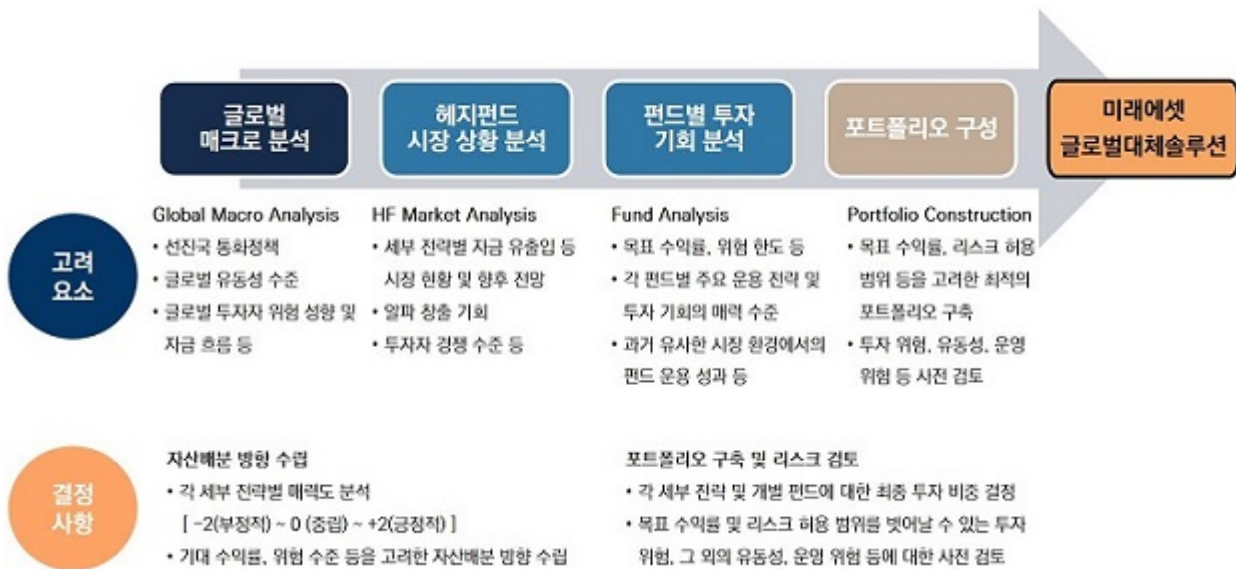 글로벌
매크로 분석
헤지펀드
시장 상황 분석
펀드별 투자
기회 분석
포트폴리오 구성
미래에셋
글로벌대체솔루션
고려
요소
Global Macro Analysis
• 선진국 통화정책
• 글로벌 유동성 수준
• 글로벌 투자자 위험 성향 및
자금 흐름 등
HF Market Analysis
• 세부 전략별 자금 유출입 등
시장 현황 및 향후 전망
• 알파 창출 기회
• 투자자 경쟁 수준 등
Fund Analysis
• 목표 수익률, 위험 한도 등
• 각 펀드별 주요 운용 전략 및
투자 기회의 매력 수준
• 과거 유사한 시장 환경에서의
펀드 운용 성과 등
Portfolio Construction
• 목표 수익률, 리스크 허용
범위 등을 고려한 최적의
포트폴리오 구축
• 투자 위험, 유동성, 운영
위험 등 사전 검토
결정
사항
자산배분 방향 수립
• 각 세부 전략별 매력도 분석
[ -2(부정적) ~ 0 (중립) ~ +2(긍정적) ]
• 기대 수익률, 위험 수준 등을 고려한 자산배분 방향 수립
포트폴리오 구축 및 리스크 검토
• 각 세부 전략 및 개별 펀드에 대한 최종 투자 비중 결정
• 목표 수익률 및 리스크 허용 범위를 벗어날 수 있는 투자
위험, 그 외의 유동성, 운영 위험 등에 대한 사전 검토